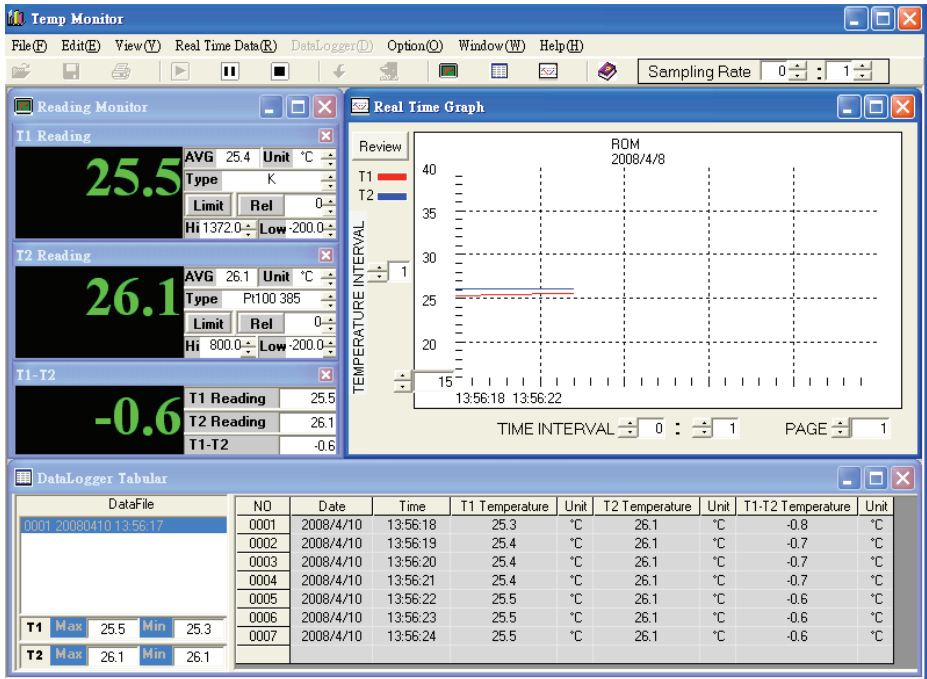 Temp Monitor
File(F) Edit(E) View(V) Real Time Data(R) DataLogger(D) Option(O) Window(W) Help(H)
Sampling Rate 0 : 1
Reading Monitor
T1 Reading
25.5
AVG 25.4 Unit °C
Type K
Limit Rel 0
Hi 1372.0 Low -200.0
T2 Reading
26.1
AVG 26.1 Unit °C
Type Pt100 385
Limit Rel 0
Hi 800.0 Low -200.0
T1-T2
-0.6
T1 Reading 25.5
T2 Reading 26.1
T1-T2 -0.6
Real Time Graph
Review
T1
T2
ROM
2008/4/8
TEMPERATURE INTERVAL
1
40
35
30
25
20
15
13:56:18 13:56:22
TIME INTERVAL 0 : 1 PAGE 1
DataLogger Tabular
DataFile
0001 20080410 13:56:17
T1 Max 25.5 Min 25.3
T2 Max 26.1 Min 26.1
NO Date Time T1 Temperature Unit T2 Temperature Unit T1-T2 Temperature Unit
0001 2008/4/10 13:56:18 25.3 °C 26.1 °C -0.8 °C
0002 2008/4/10 13:56:19 25.4 °C 26.1 °C -0.7 °C
0003 2008/4/10 13:56:20 25.4 °C 26.1 °C -0.7 °C
0004 2008/4/10 13:56:21 25.4 °C 26.1 °C -0.7 °C
0005 2008/4/10 13:56:22 25.5 °C 26.1 °C -0.6 °C
0006 2008/4/10 13:56:23 25.5 °C 26.1 °C -0.6 °C
0007 2008/4/10 13:56:24 25.5 °C 26.1 °C -0.6 °C